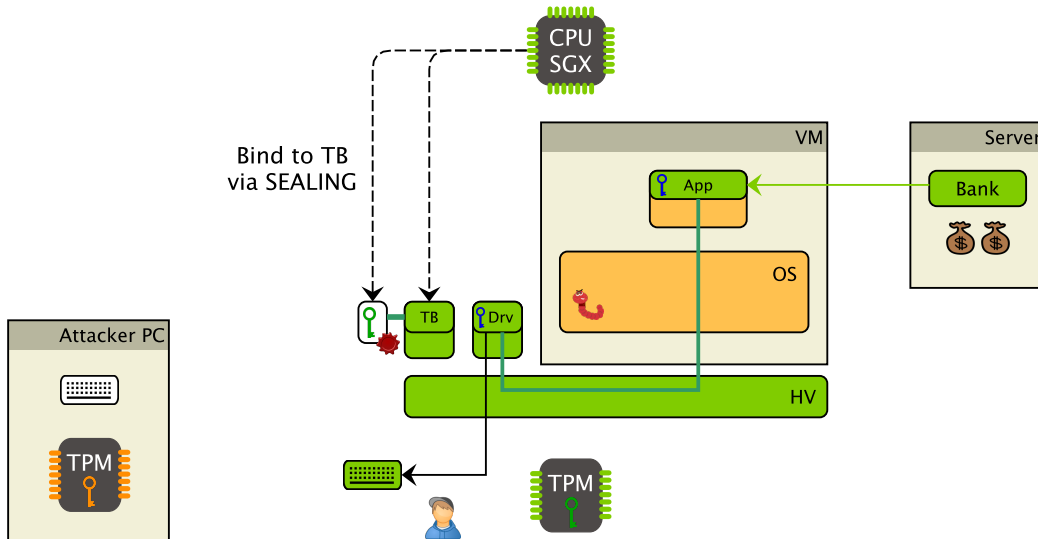 CPU
SGX
VM
Server
Bind to TB
via SEALING
App
Bank
OS
TB
Drv
Attacker PC
HV
TPM
TPM